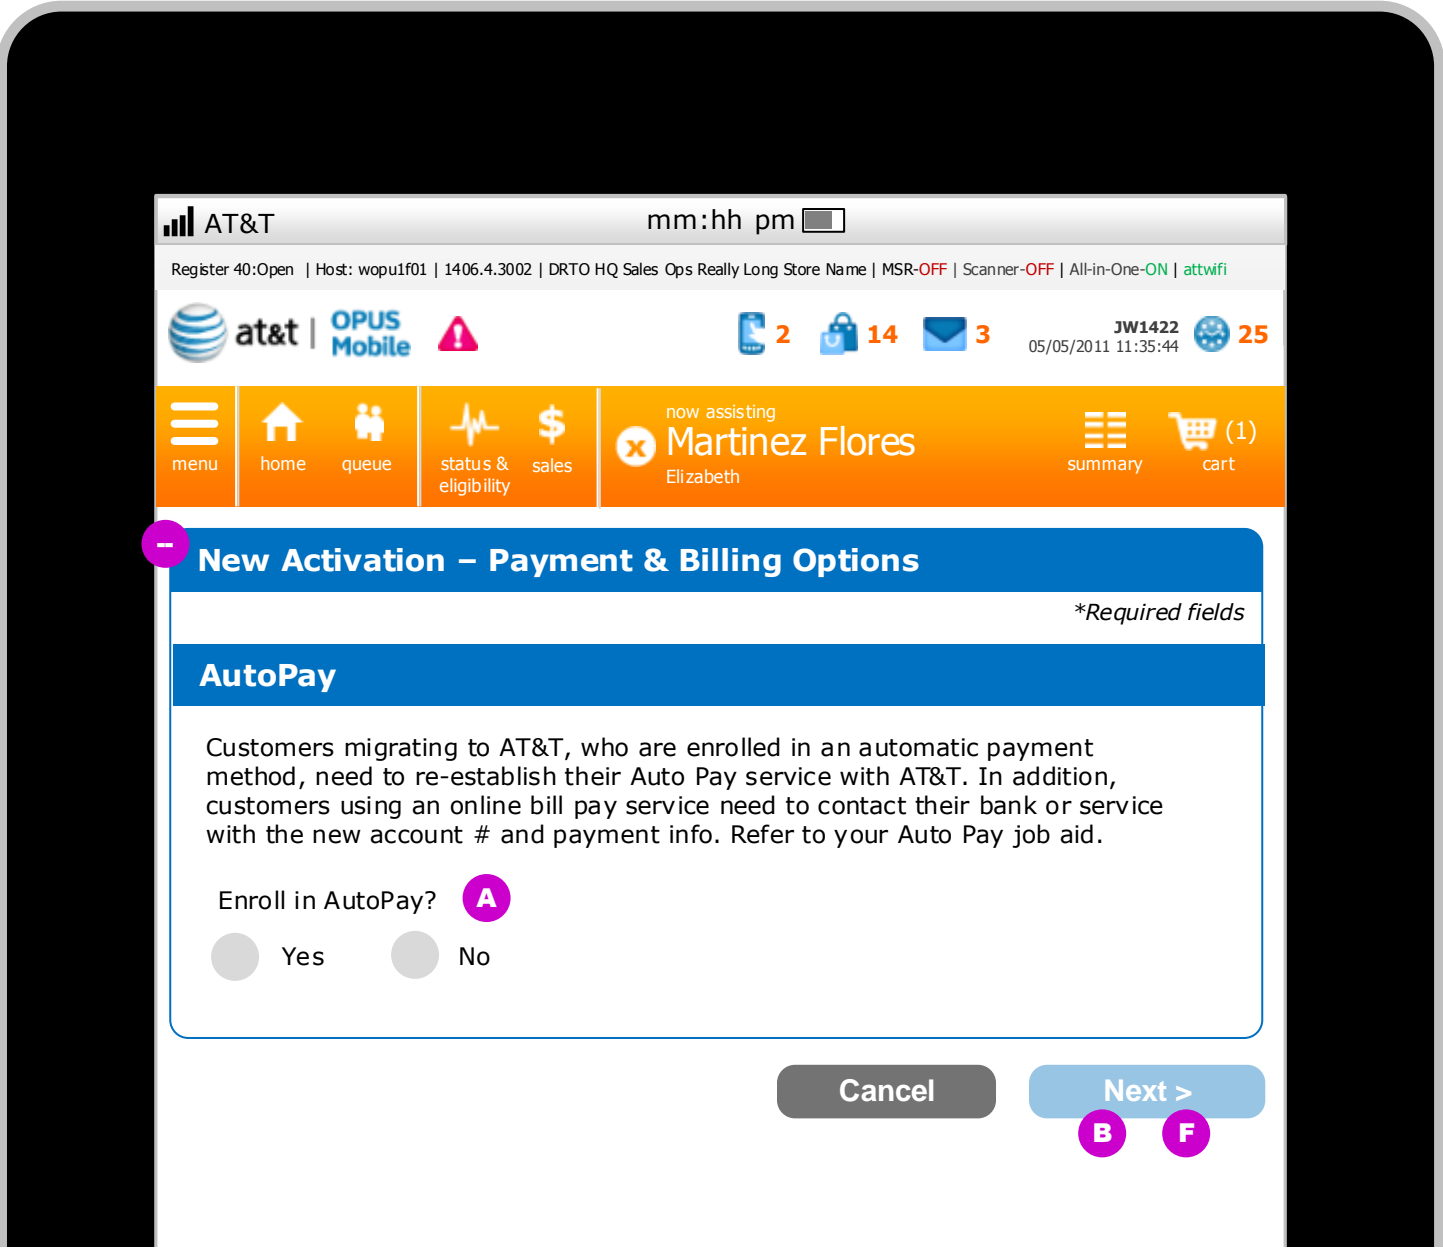 AT&T mm:hh pm
Register 40:Open | Host: wopu1f01 | 1406.4.3002 | DRTO HQ Sales Ops Really Long Store Name | MSR-OFF | Scanner-OFF | All-in-One-ON | attwifi
at&t | OPUS Mobile 2 14 3 JW1422 05/05/2011 11:35:44 25
menu
home
queue
status & eligibility
sales
x
now assisting
Martinez Flores
Elizabeth
summary
(1)
cart
--
New Activation – Payment & Billing Options
*Required fields
AutoPay
Customers migrating to AT&T, who are enrolled in an automatic payment
method, need to re-establish their Auto Pay service with AT&T. In addition,
customers using an online bill pay service need to contact their bank or service
with the new account # and payment info. Refer to your Auto Pay job aid.
Enroll in AutoPay? A
Yes No
Cancel Next >
B F